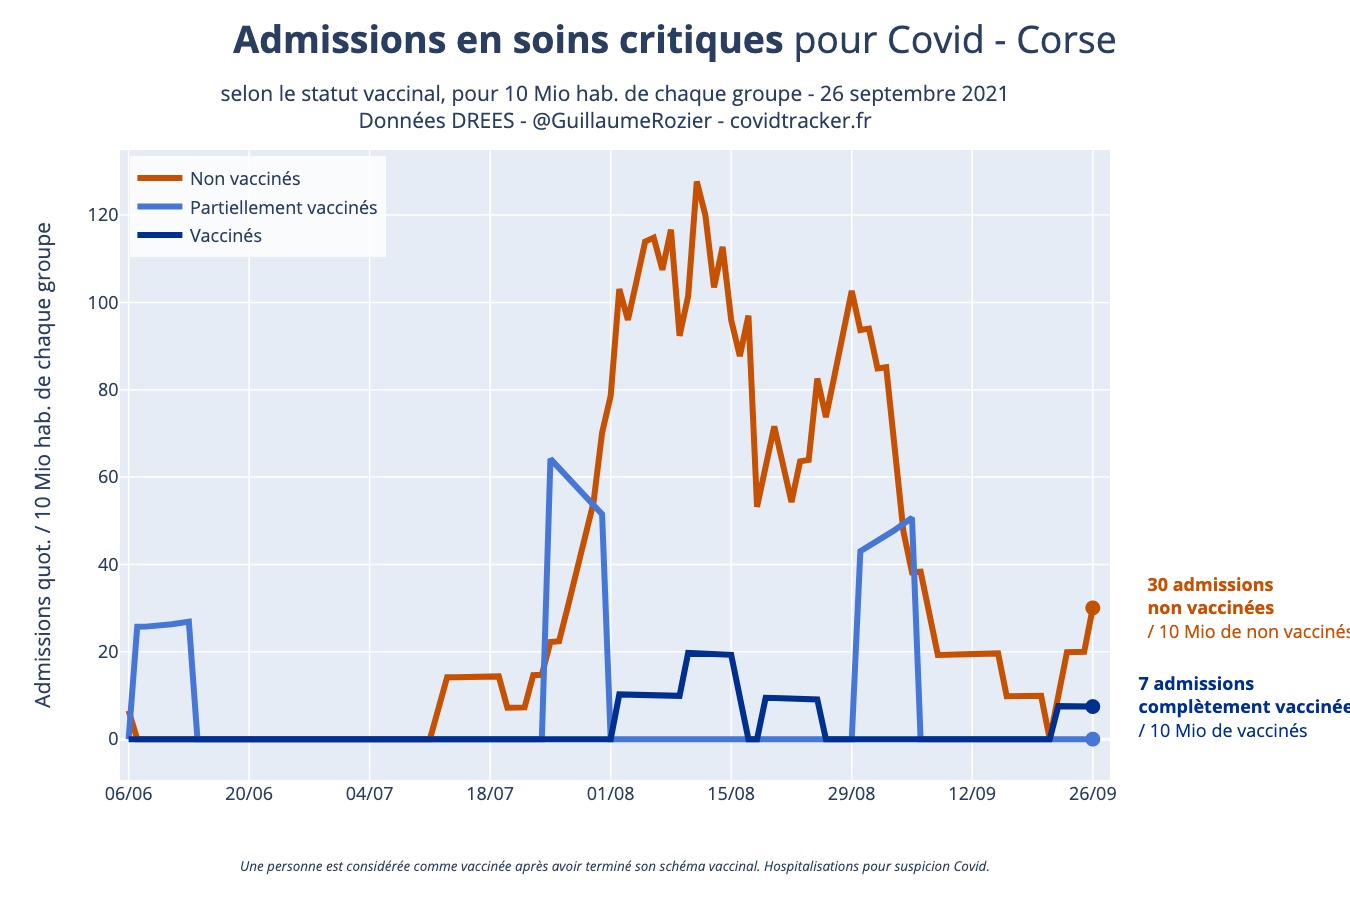 Admissions en soins critiques pour Covid - Corse
selon le statut vaccinal, pour 10 Mio hab. de chaque groupe - 26 septembre 2021
Données DREES - @GuillaumeRozier - covidtracker.fr
Non vaccinés
Partiellement vaccinés
Vaccinés
Admissions quot. / 10 Mio hab. de chaque groupe
120
100
80
60
40
20
0
06/06
20/06
04/07
18/07
01/08
15/08
29/08
12/09
26/09
30 admissions
non vaccinées
/ 10 Mio de non vaccinés
7 admissions
complètement vaccinée
/ 10 Mio de vaccinés
Une personne est considérée comme vaccinée après avoir terminé son schéma vaccinal. Hospitalisations pour suspicion Covid.